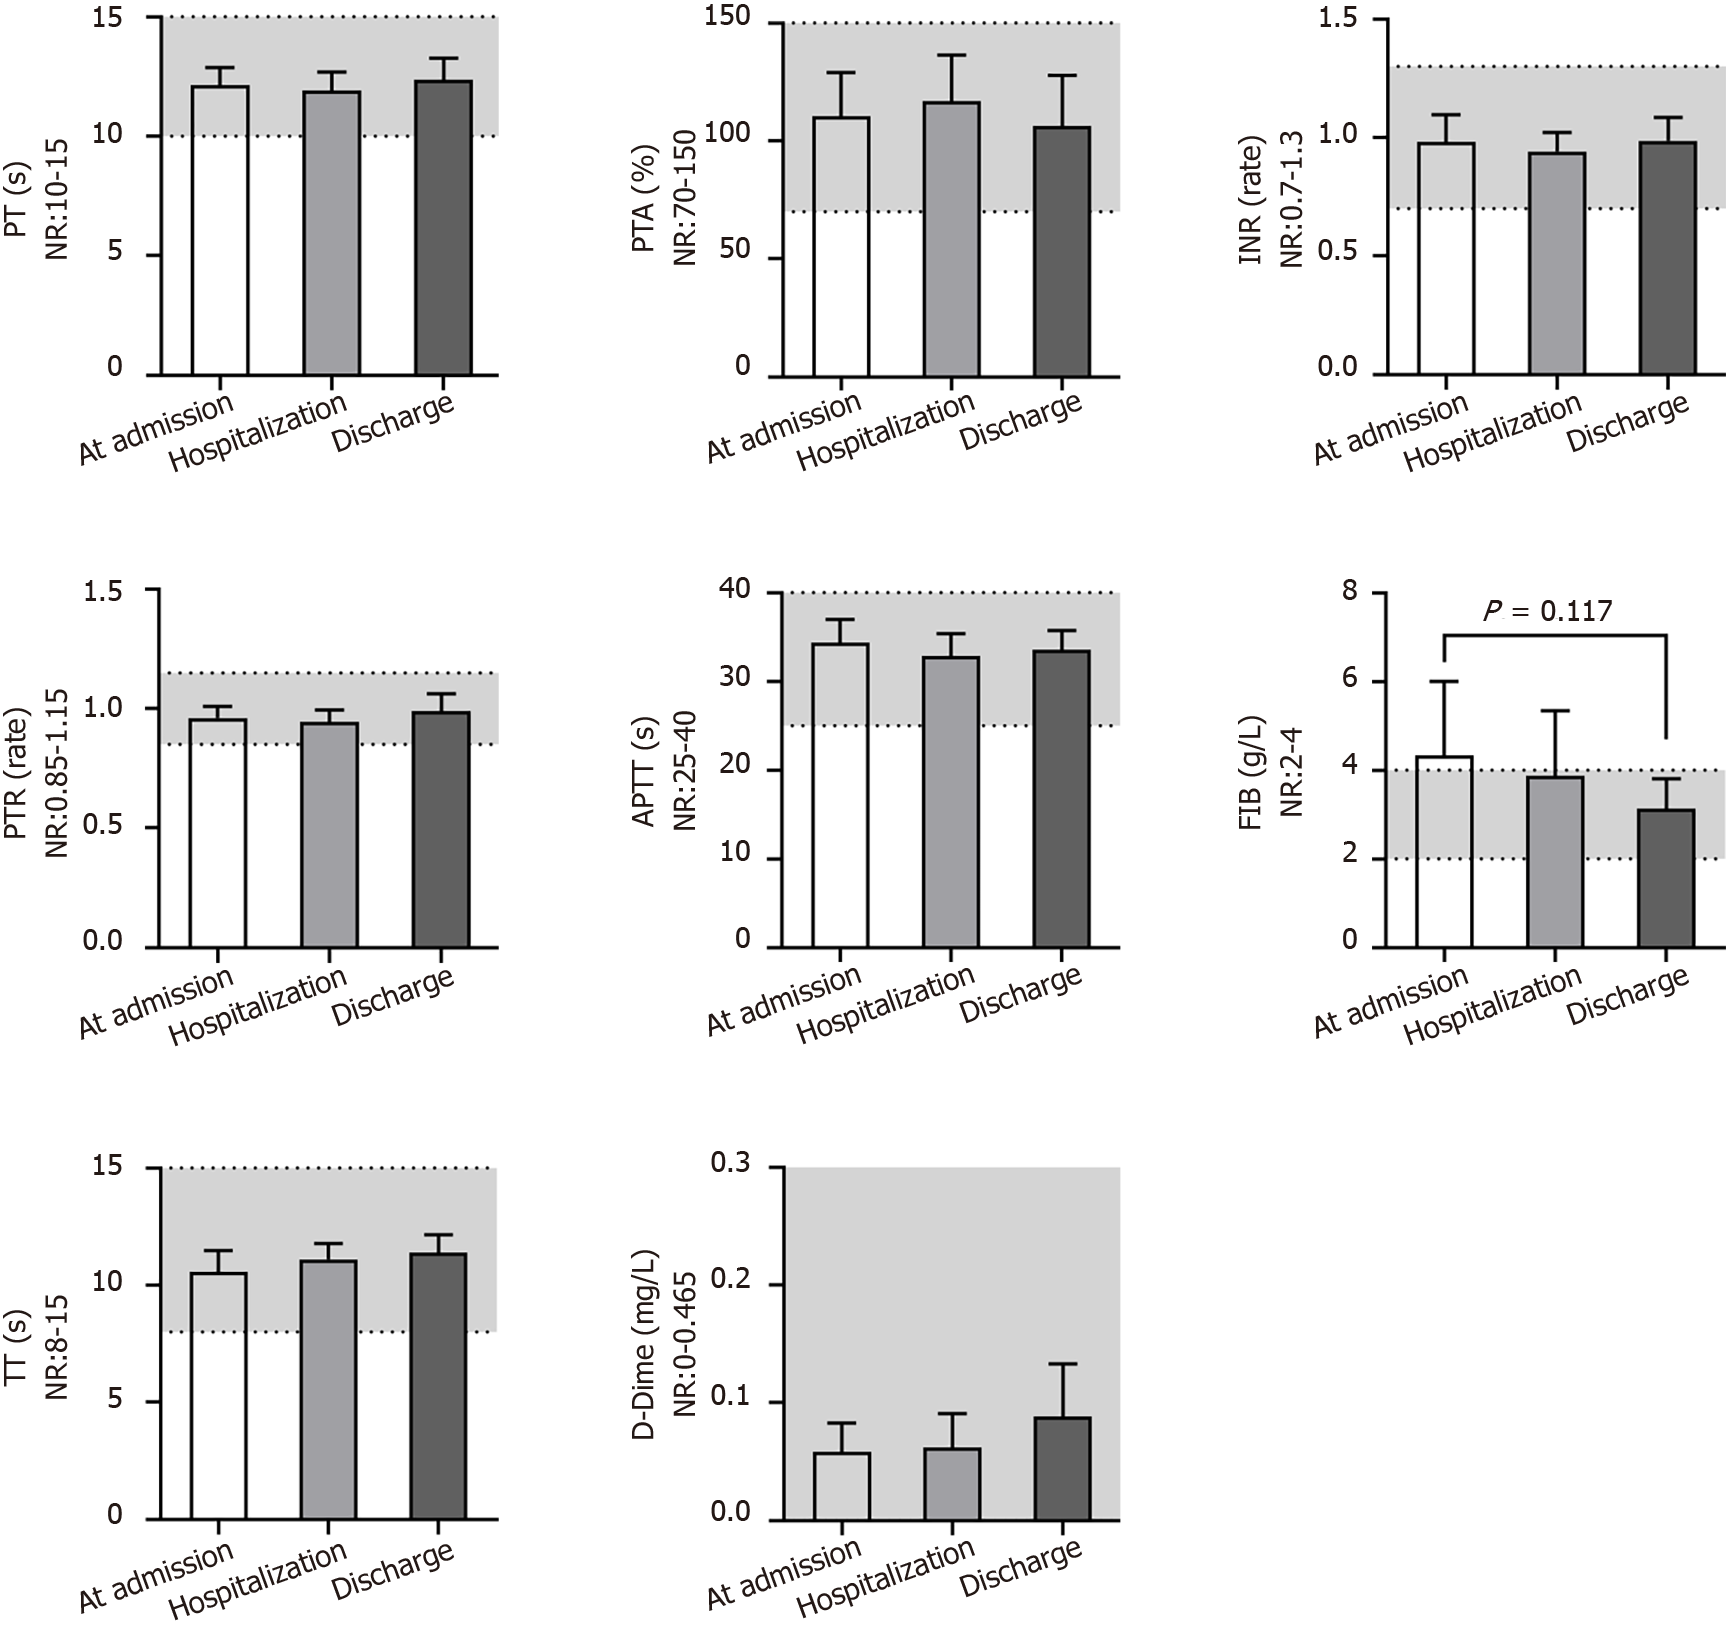 PT (s)
NR:10-15
15
10
5
0
At admission
Hospitalization
Discharge
PTA (%)
NR:70-150
150
100
50
0
At admission
Hospitalization
Discharge
INR (rate)
NR:0.7-1.3
1.5
1.0
0.5
0.0
At admission
Hospitalization
Discharge
PTR (rate)
NR:0.85-1.15
1.5
1.0
0.5
0.0
At admission
Hospitalization
Discharge
APTT (s)
NR:25-40
40
30
20
10
0
At admission
Hospitalization
Discharge
FIB (g/L)
NR:2-4
8
6
4
2
0
P = 0.117
At admission
Hospitalization
Discharge
TT (s)
NR:8-15
15
10
5
0
At admission
Hospitalization
Discharge
D-Dime (mg/L)
NR:0-0.465
0.3
0.2
0.1
0.0
At admission
Hospitalization
Discharge